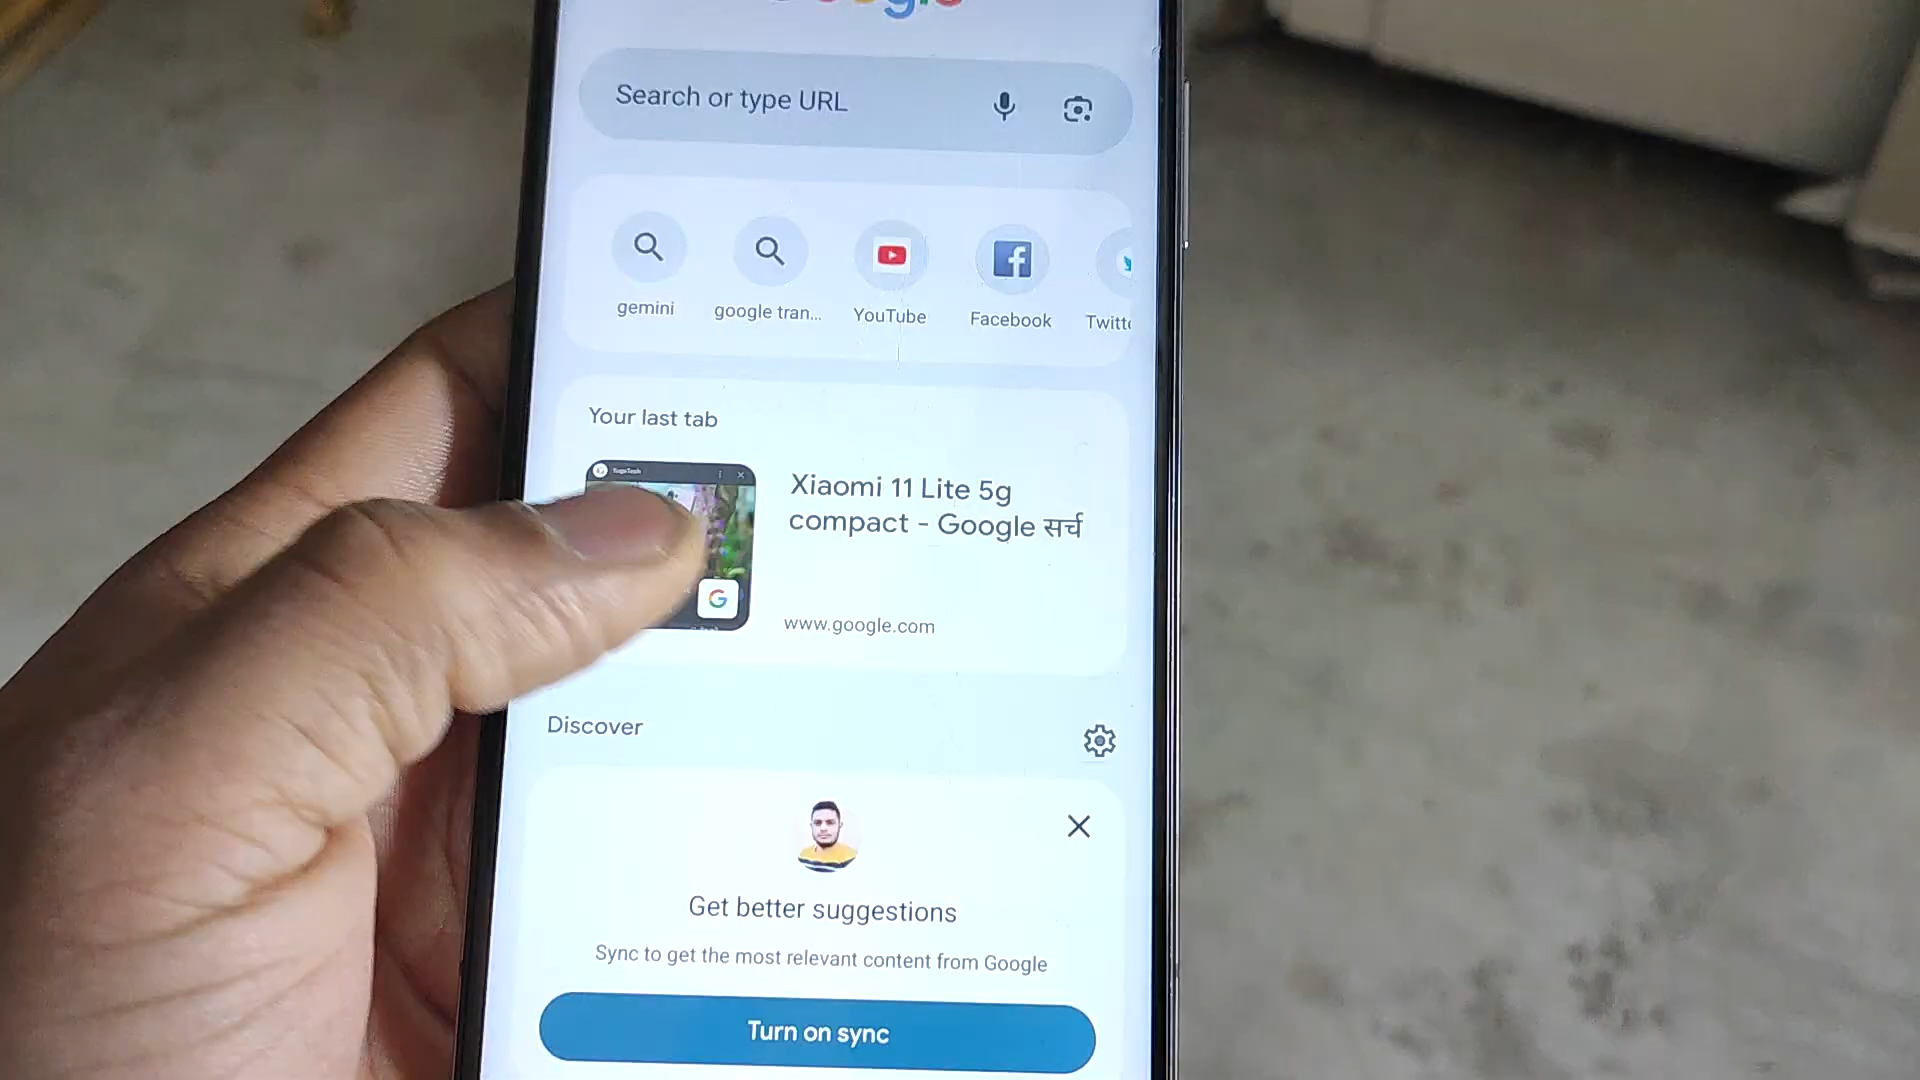 Google
Search or type URL
gemini
google tran...
YouTube
Facebook
Twitt
Your last tab
Xiaomi 11 Lite 5g
compact - Google सर्च
www.google.com
Discover
Get better suggestions
Sync to get the most relevant content from Google
Turn on sync